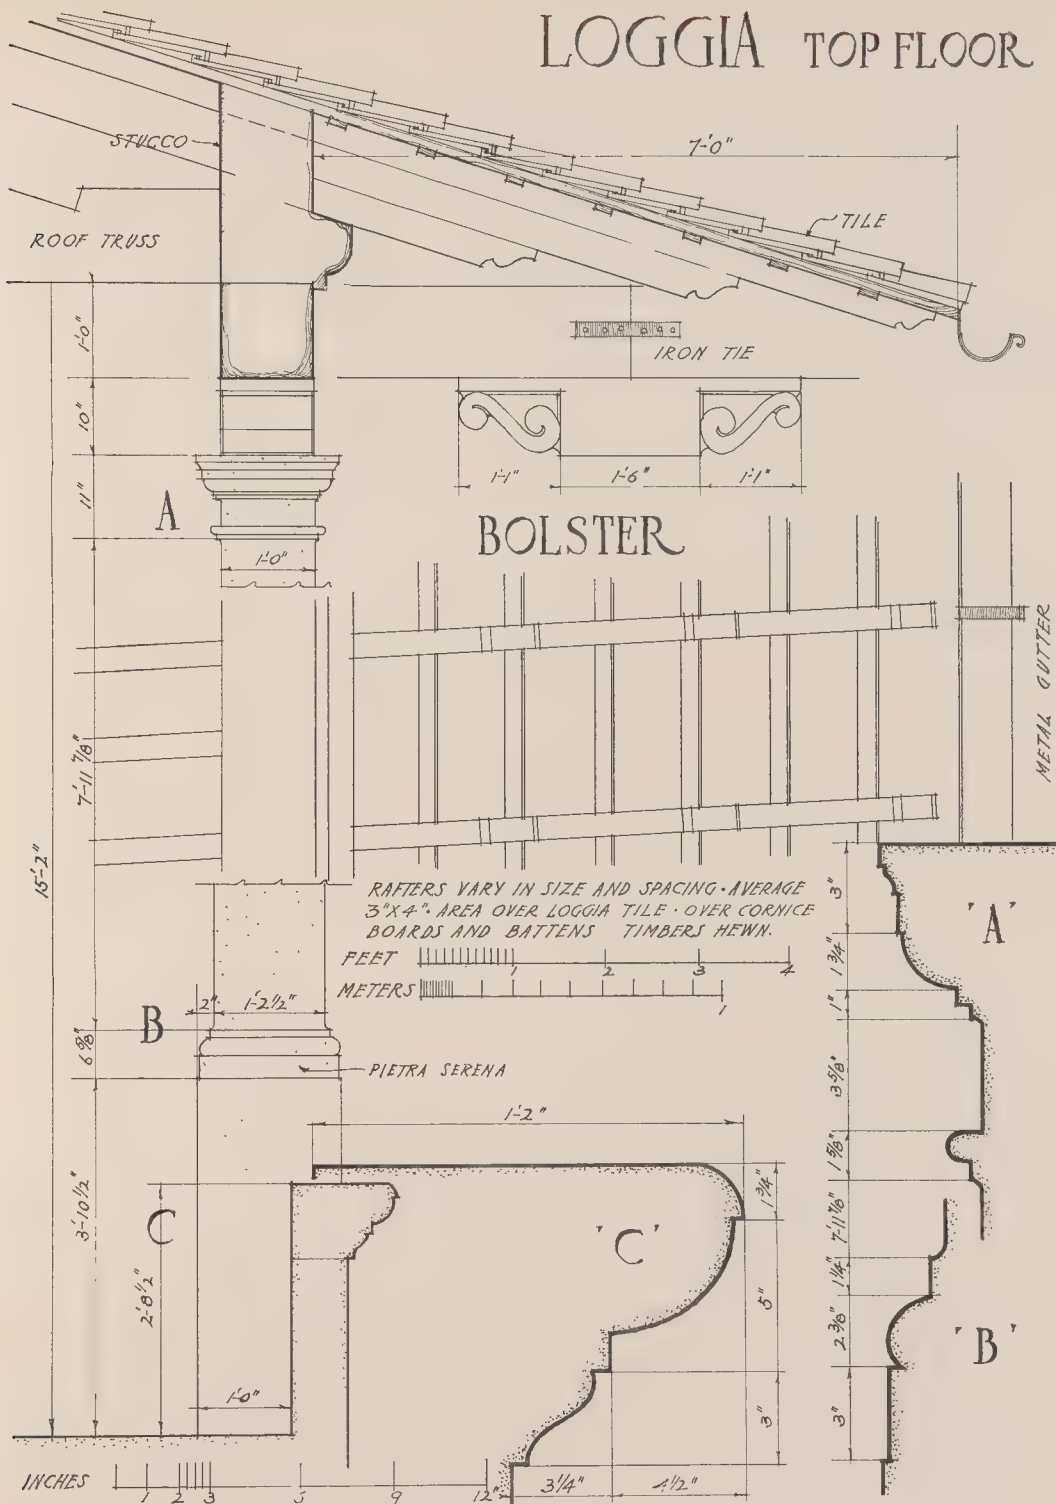 LOGGIA TOP FLOOR
STUCCO
7'-0"
TILE
ROOF TRUSS
1'-0"
IRON TIE
10"
1'-1"
1'-6"
1'-1"
11"
A
BOLSTER
1'-0"
METAL GUTTER
7'-11 7/8"
15'-2"
RAFTERS VARY IN SIZE AND SPACING · AVERAGE
3"X4" · AREA OVER LOGGIA TILE · OVER CORNICE
BOARDS AND BATTENS TIMBERS HEWN.
FEET 1 2 3 4
METERS 1
3"
'A'
1 3/4"
1"
3 5/8"
1 5/8"
7'-11 7/8"
1 1/4"
2 3/8"
'B'
3"
2"
1'-2 1/2"
B
PIETRA SERENA
3'-10 1/2"
C
2'-8 1/2"
1'-0"
1'-2"
1 3/4"
'C'
5"
3"
3 1/4"
4 1/2"
INCHES 1 2 3 9 12"